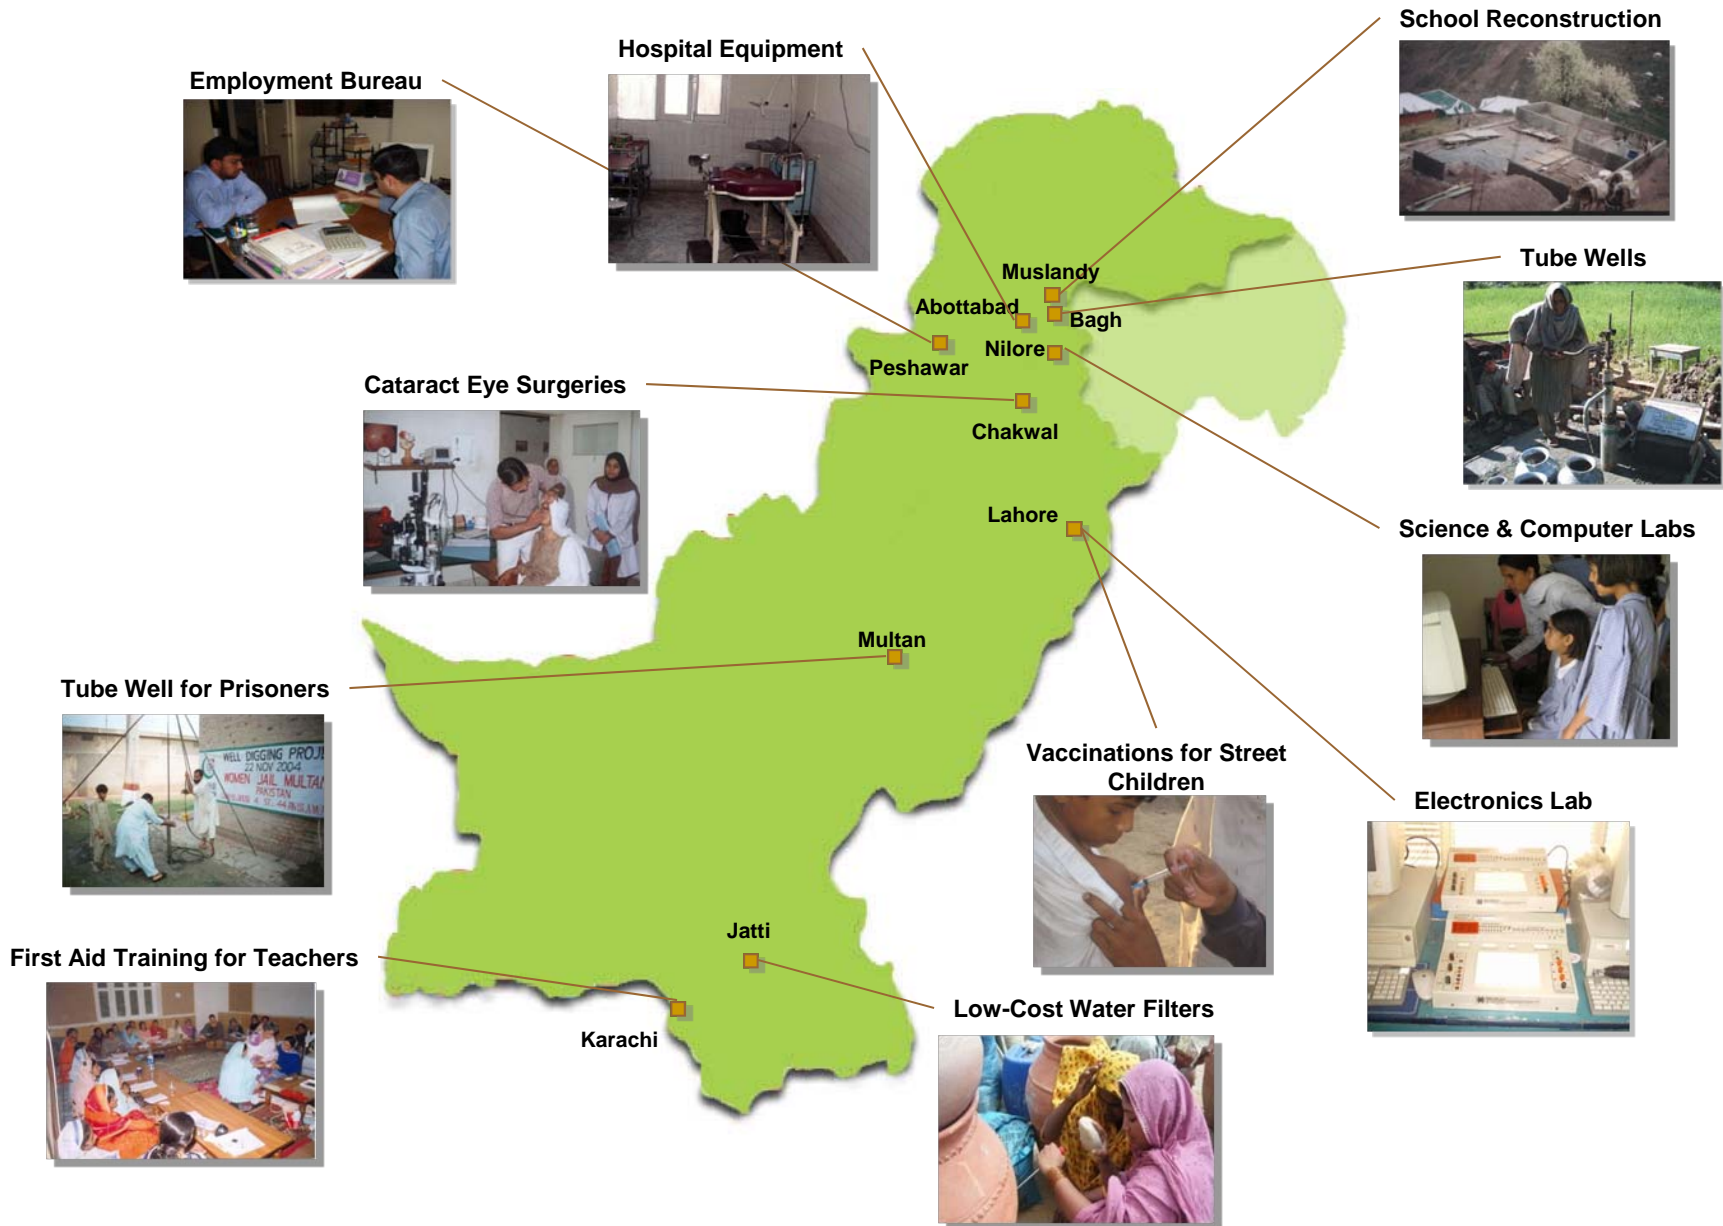 School Reconstruction
Hospital Equipment
Employment Bureau
Tube Wells
Muslandy
Abottabad
Bagh
Nilore
Peshawar
Cataract Eye Surgeries
Chakwal
Lahore
Science & Computer Labs
Multan
Tube Well for Prisoners
WELL DIGGING PROJE
22 NOV 2004
WOMEN JAIL MULTAN
PAKISTAN
Vaccinations for Street
Children
Electronics Lab
Jatti
First Aid Training for Teachers
Low-Cost Water Filters
Karachi